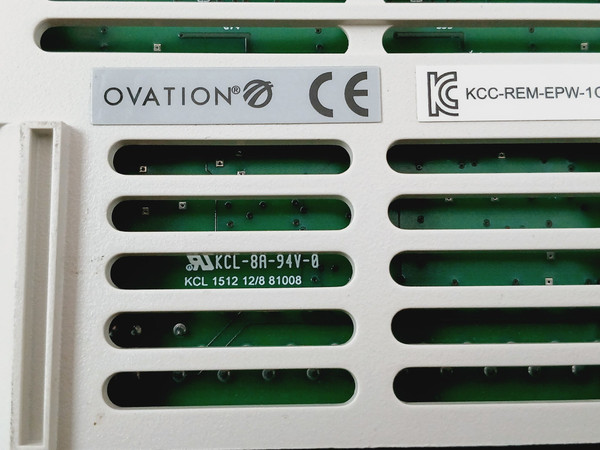 OVATION®
CE
KCC-REM-EPW-1C
KCL-8A-94V-0
KCL 1512 12/8 81008